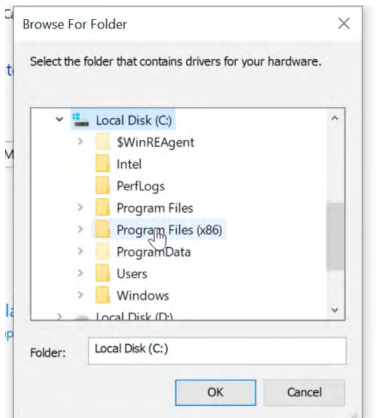 Browse For Folder
Select the folder that contains drivers for your hardware.
Local Disk (C:)
$WinREAgent
Intel
PerfLogs
Program Files
Program Files (x86)
ProgramData
Users
Windows
Local Disk (D:)
Folder:
Local Disk (C:)
OK
Cancel